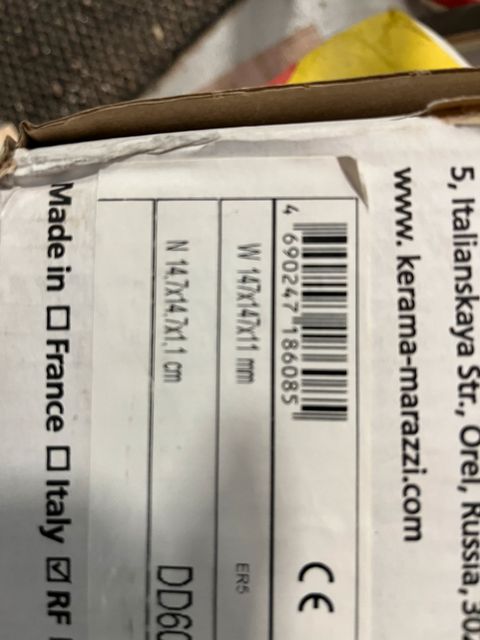 5, Italianskaya Str., Orel, Russia,
www. kerama-marazzi.com
4 690247 186085
CE
W 147x147x11 mm
ER5
N 14,7x14,7x1,1 cm
DD60
Made in ☐ France ☐ Italy ☑ RF